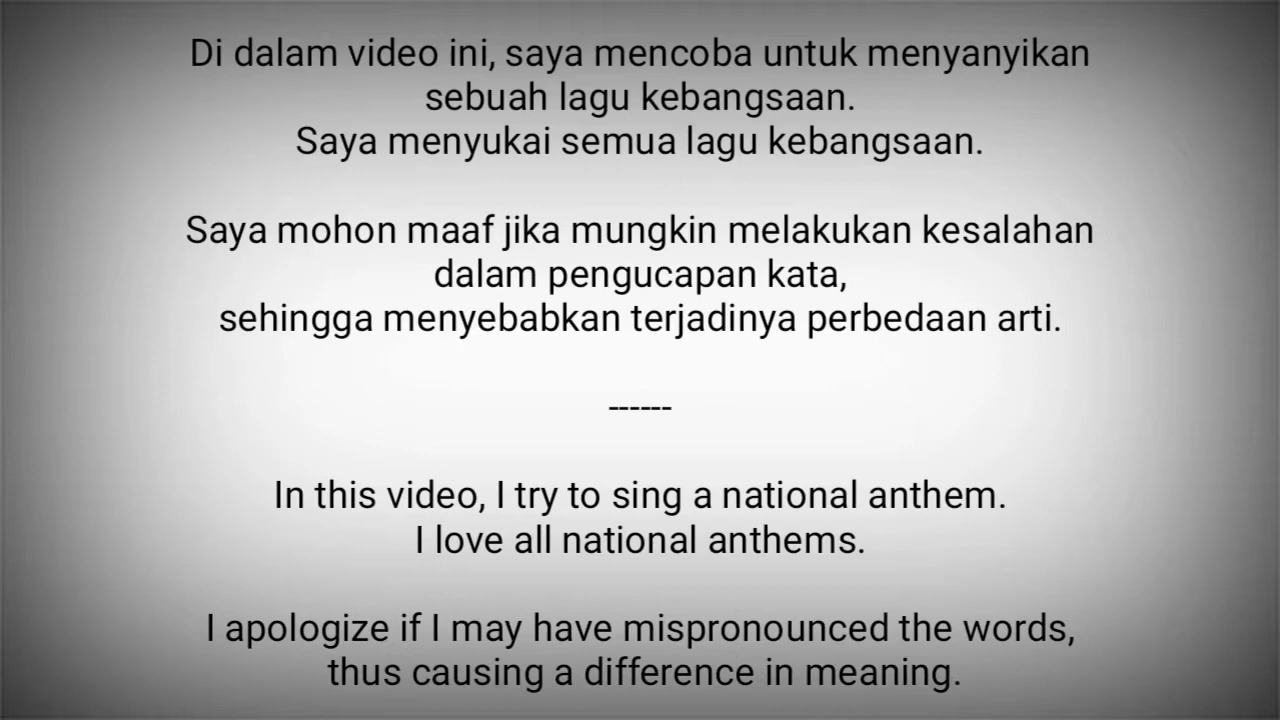 Di dalam video ini, saya mencoba untuk menyanyikan
sebuah lagu kebangsaan.
Saya menyukai semua lagu kebangsaan.
Saya mohon maaf jika mungkin melakukan kesalahan
dalam pengucapan kata,
sehingga menyebabkan terjadinya perbedaan arti.
------
In this video, I try to sing a national anthem.
I love all national anthems.
I apologize if I may have mispronounced the words,
thus causing a difference in meaning.